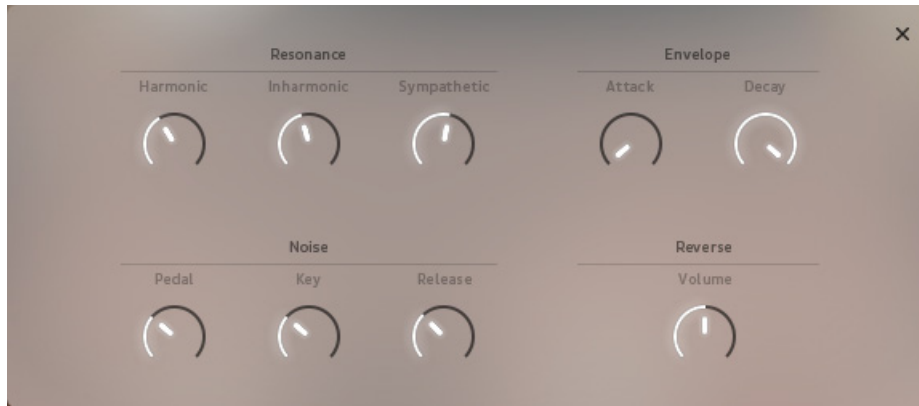 Resonance
Envelope
Harmonic Inharmonic Sympathetic
Attack Decay
Noise
Reverse
Pedal Key Release
Volume